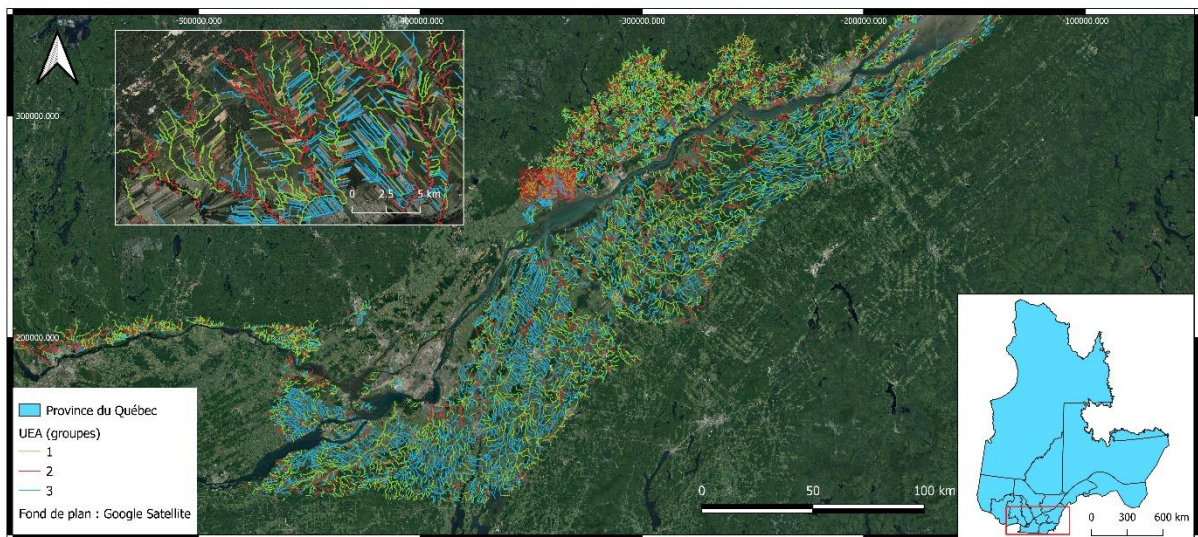 -500000.000
-400000.000
-300000.000
-200000.000
-100000.000
300000.000
200000.000
0 2.5 5 km
Province du Québec
UEA (groupes)
1
2
3
Fond de plan : Google Satellite
0 50 100 km
0 300 600 km